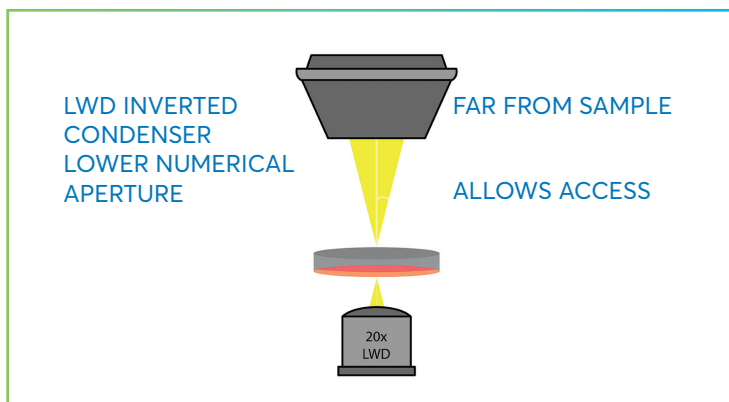 LWD INVERTED
CONDENSER
LOWER NUMERICAL
APERTURE
FAR FROM SAMPLE
ALLOWS ACCESS
20x
LWD